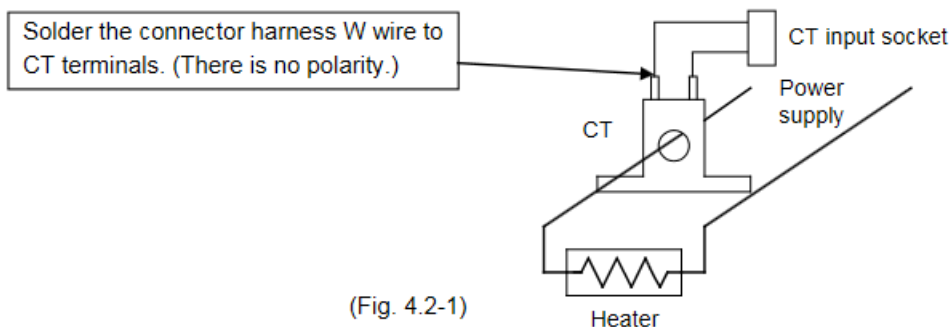 Solder the connector harness W wire to
CT terminals. (There is no polarity.)
CT input socket
Power
supply
CT
(Fig. 4.2-1)
Heater